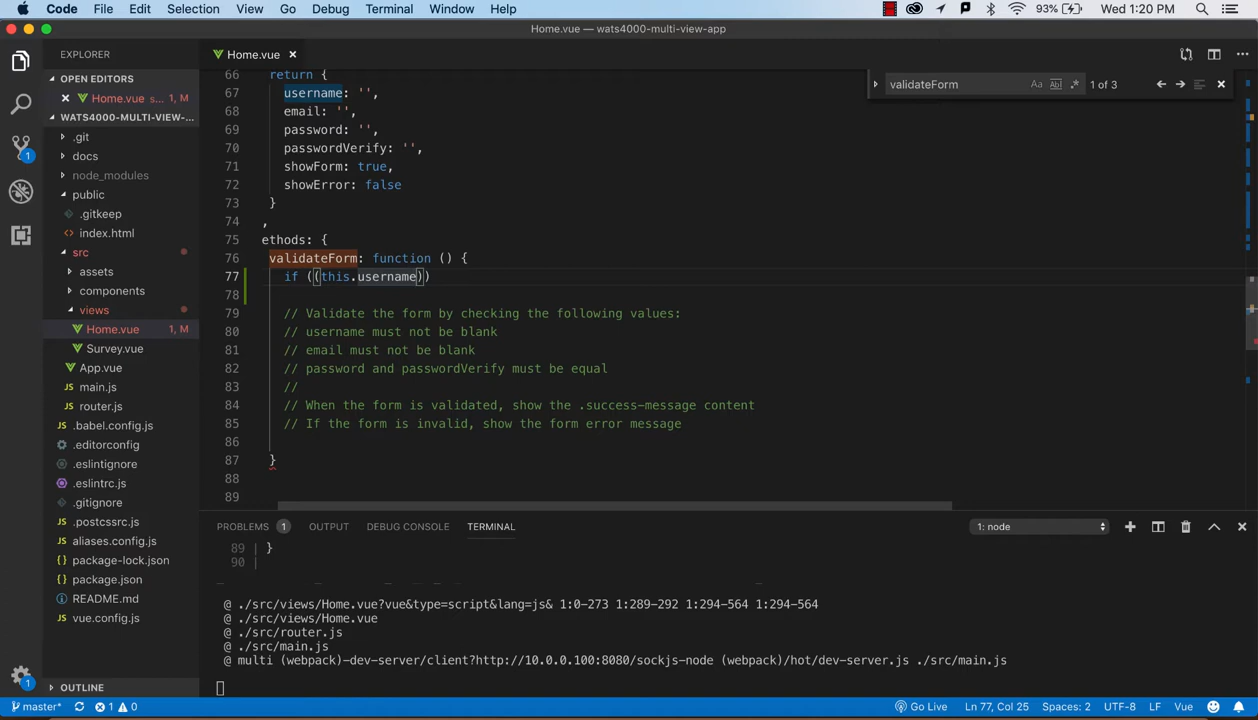 Code File Edit Selection View Go Debug Terminal Window Help 93% Wed 1:20 PM
Home.vue — wats4000-multi-view-app
EXPLORER
OPEN EDITORS
Home.vue s... 1, M
WATS4000-MULTI-VIEW-...
.git
docs
node_modules
public
.gitkeep
index.html
src
assets
components
views
Home.vue 1, M
Survey.vue
App.vue
JS main.js
JS router.js
.babel.config.js
.editorconfig
.eslintignore
.eslintrc.js
.gitignore
.postcssrc.js
JS aliases.config.js
{ } package-lock.json
{ } package.json
README.md
JS vue.config.js
OUTLINE
1
1
Home.vue
validateForm Aa Abl .* 1 of 3
66 return {
67 username: '',
68 email: '',
69 password: '',
70 passwordVerify: '',
71 showForm: true,
72 showError: false
73 }
74 ,
75 ethods: {
76 validateForm: function () {
77 if ((this.username))
78
79 // Validate the form by checking the following values:
80 // username must not be blank
81 // email must not be blank
82 // password and passwordVerify must be equal
83 //
84 // When the form is validated, show the .success-message content
85 // If the form is invalid, show the form error message
86
87 }
88
89
PROBLEMS 1 OUTPUT DEBUG CONSOLE TERMINAL 1: node
89 | }
90 |
@ ./src/views/Home.vue?vue&type=script&lang=js& 1:0-273 1:289-292 1:294-564 1:294-564
@ ./src/views/Home.vue
@ ./src/router.js
@ ./src/main.js
@ multi (webpack)-dev-server/client?http://10.0.0.100:8080/sockjs-node (webpack)/hot/dev-server.js ./src/main.js
master* 1 0 Go Live Ln 77, Col 25 Spaces: 2 UTF-8 LF Vue